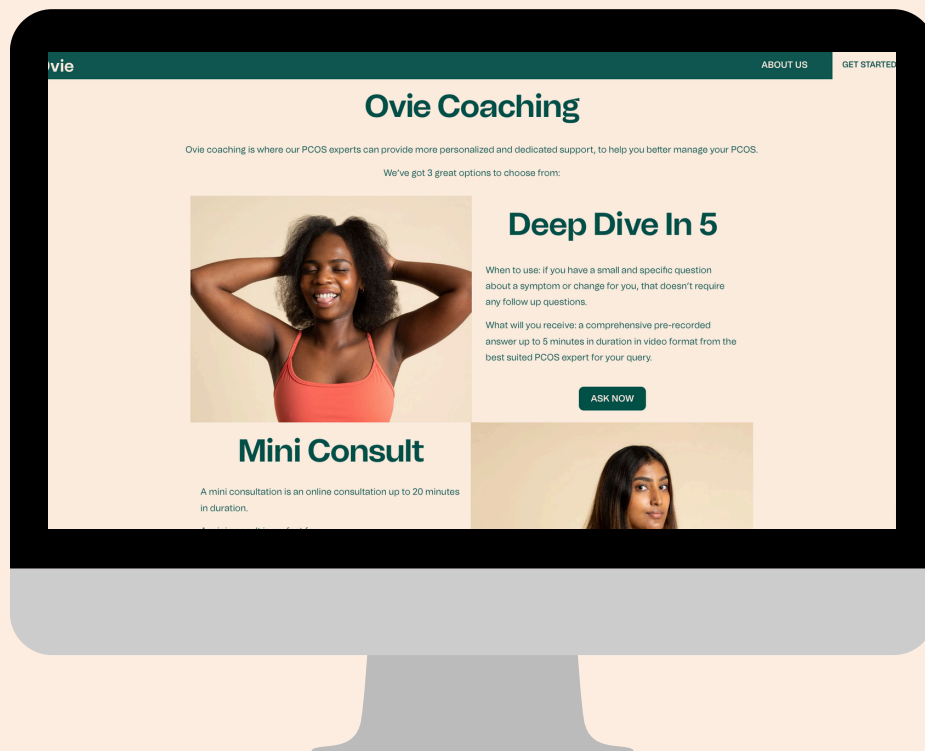 vie
ABOUT US
GET STARTED
Ovie Coaching
Ovie coaching is where our PCOS experts can provide more personalized and dedicated support, to help you better manage your PCOS.
We've got 3 great options to choose from:
Deep Dive In 5
When to use: if you have a small and specific question
about a symptom or change for you, that doesn't require
any follow up questions.
What will you receive: a comprehensive pre-recorded
answer up to 5 minutes in duration in video format from the
best suited PCOS expert for your query.
ASK NOW
Mini Consult
A mini consultation is an online consultation up to 20 minutes
in duration.